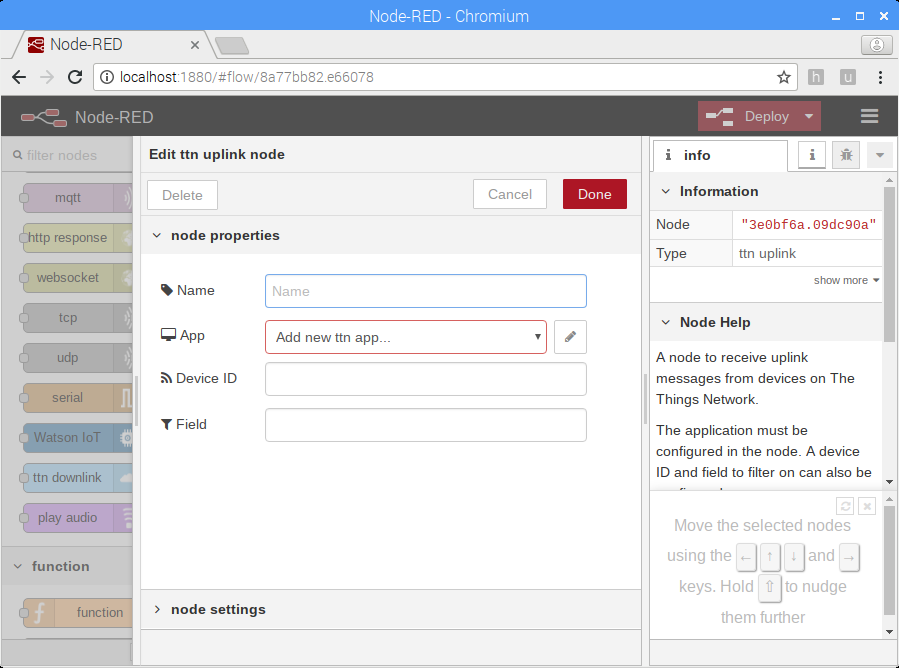 Node-RED - Chromium
Node-RED
localhost:1880/#flow/8a77bb82.e66078
h
u
Node-RED
Deploy
filter nodes
mqtt
http response
websocket
tcp
udp
serial
Watson IoT
ttn downlink
play audio
function
function
Edit ttn uplink node
Delete
Cancel
Done
node properties
Name
Name
App
Add new ttn app...
Device ID
Field
node settings
info
Information
Node
"3e0bf6a.09dc90a"
Type
ttn uplink
show more
Node Help
A node to receive uplink
messages from devices on The
Things Network.
The application must be
configured in the node. A device
ID and field to filter on can also be
Move the selected nodes
using the ← ↑ ↓ and →
keys. Hold ⇧ to nudge
them further